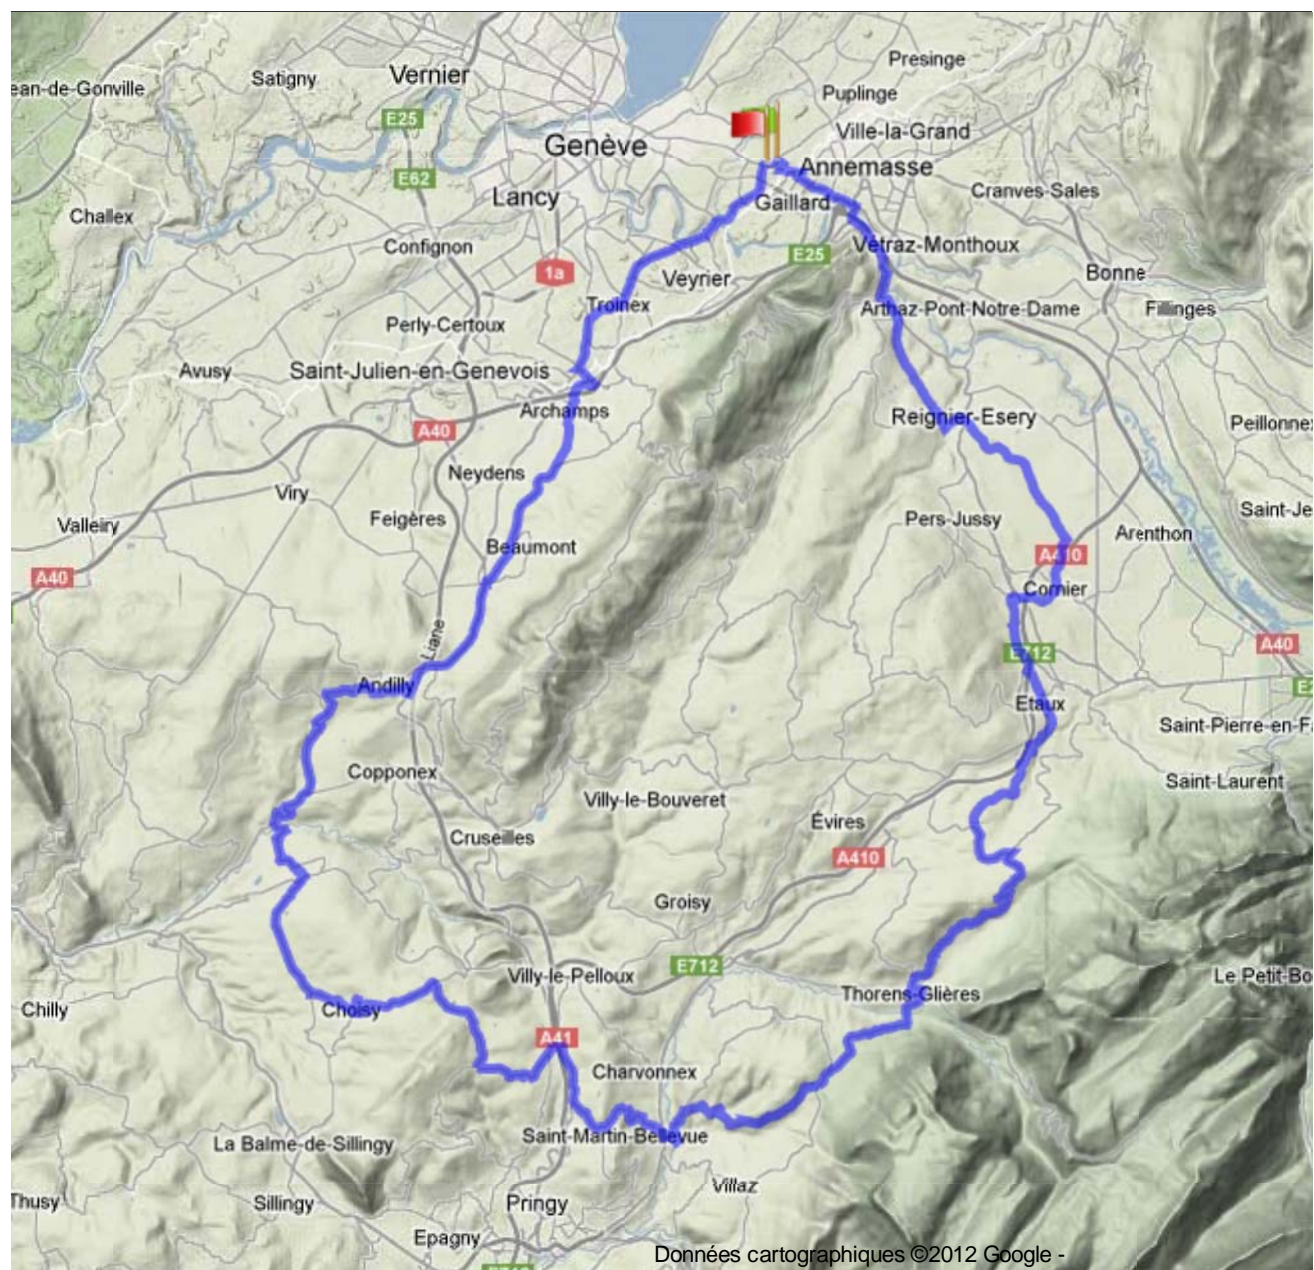 Presinge
Vernier
Satigny
ean-de-Gonville
Puplinge
E25
Ville-la-Grand
Genève
Annemasse
E62
Cranves-Sales
Lancy
Gaillard
Challex
Confignon
Vétraz-Monthoux
E25
1a
Veyrier
Bonne
Troinex
Arthaz-Pont-Notre-Dame
Fillinges
Perly-Certoux
Avusy
Saint-Julien-en-Genevois
Archamps
Reignier-Esery
Peillonnex
A40
Neydens
Viry
Saint-Je
Feigères
Pers-Jussy
Valleiry
Arenthon
Beaumont
A410
A40
Cornier
Liane
A40
E712
Andilly
E2
Etaux
Saint-Pierre-en-F
Copponex
Saint-Laurent
Villy-le-Bouveret
Évires
Cruseilles
A410
Groisy
E712
Villy-le-Pelloux
Le Petit-Bo
Thorens-Glières
Chilly
Choisy
A41
Charvonnex
Saint-Martin-Bellevue
La Balme-de-Sillingy
Villaz
Thusy
Sillingy
Pringy
Epagny
Données cartographiques ©2012 Google -